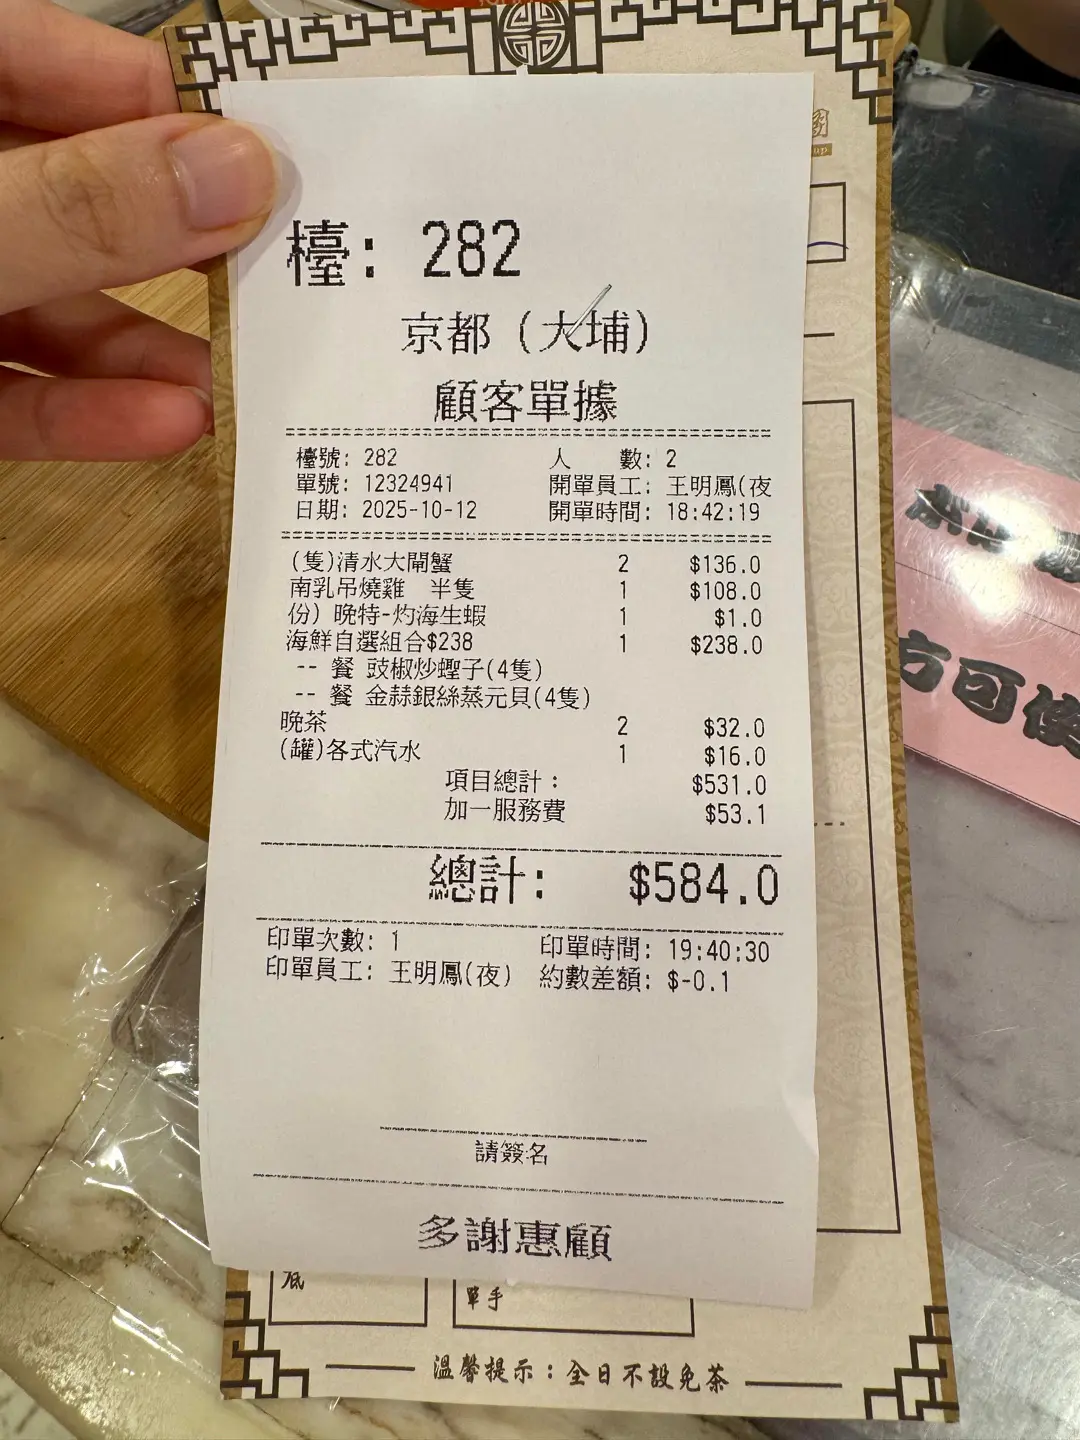 檯: 282
京都（大埔）
顧客單據
檯號: 282 人 數: 2
單號: 12324941 開單員工: 王明鳳(夜
日期: 2025-10-12 開單時間: 18:42:19
(隻)清水大閘蟹 2 $136.0
南乳吊燒雞 半隻 1 $108.0
份) 晚特-灼海生蝦 1 $1.0
海鮮自選組合$238 1 $238.0
-- 餐 豉椒炒蟶子(4隻)
-- 餐 金蒜銀絲蒸元貝(4隻)
晚茶 2 $32.0
(罐)各式汽水 1 $16.0
項目總計： $531.0
加一服務費 $53.1
總計: $584.0
印單次數: 1 印單時間: 19:40:30
印單員工: 王明鳳(夜) 約數差額: $-0.1
請簽名
多謝惠顧
底
單手
溫馨提示：全日不設免茶
方可使